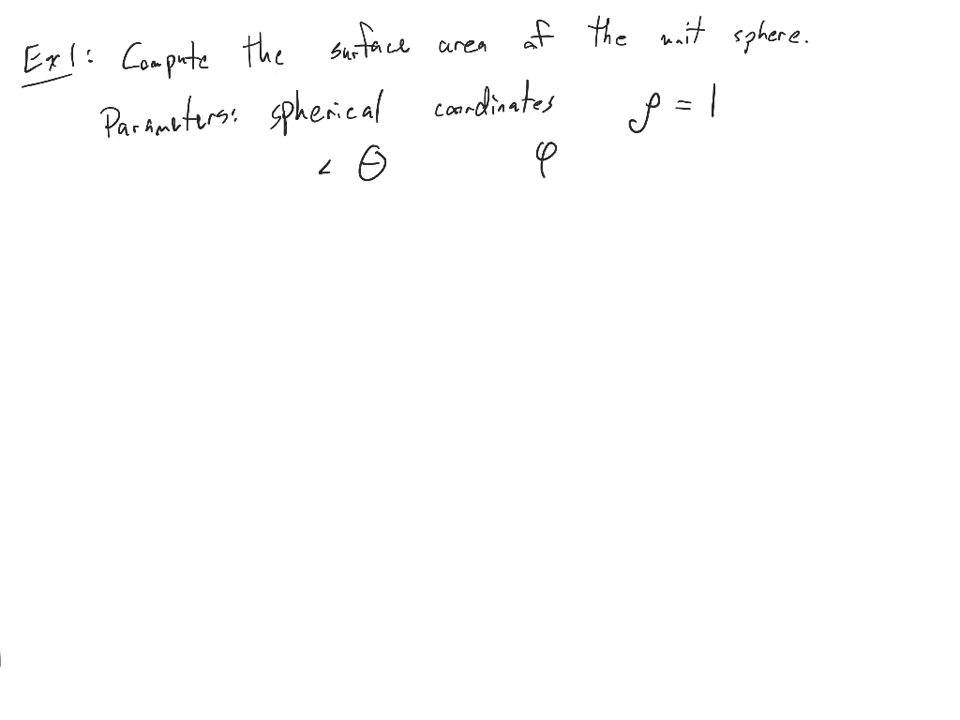 Ex1: Compute the surface area of the unit sphere.
Parameters: spherical coordinates ρ = 1
< θ φ